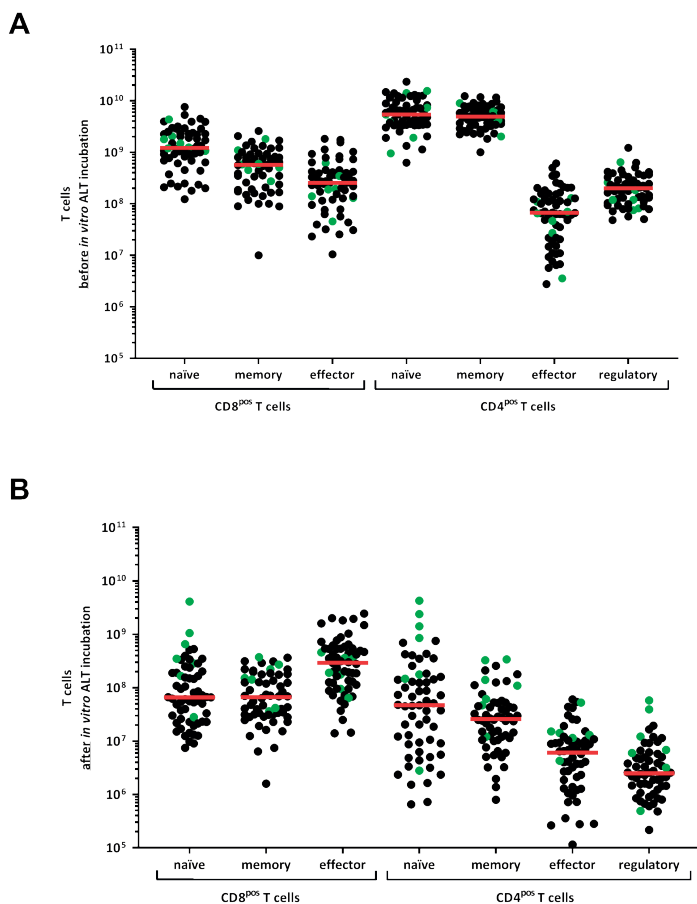 A
10¹¹
10¹⁰
10⁹
10⁸
10⁷
10⁶
10⁵
T cells
before in vitro ALT incubation
naïve memory effector naïve memory effector regulatory
CD8ᵖᵒˢ T cells CD4ᵖᵒˢ T cells
B
10¹¹
10¹⁰
10⁹
10⁸
10⁷
10⁶
10⁵
T cells
after in vitro ALT incubation
naïve memory effector naïve memory effector regulatory
CD8ᵖᵒˢ T cells CD4ᵖᵒˢ T cells